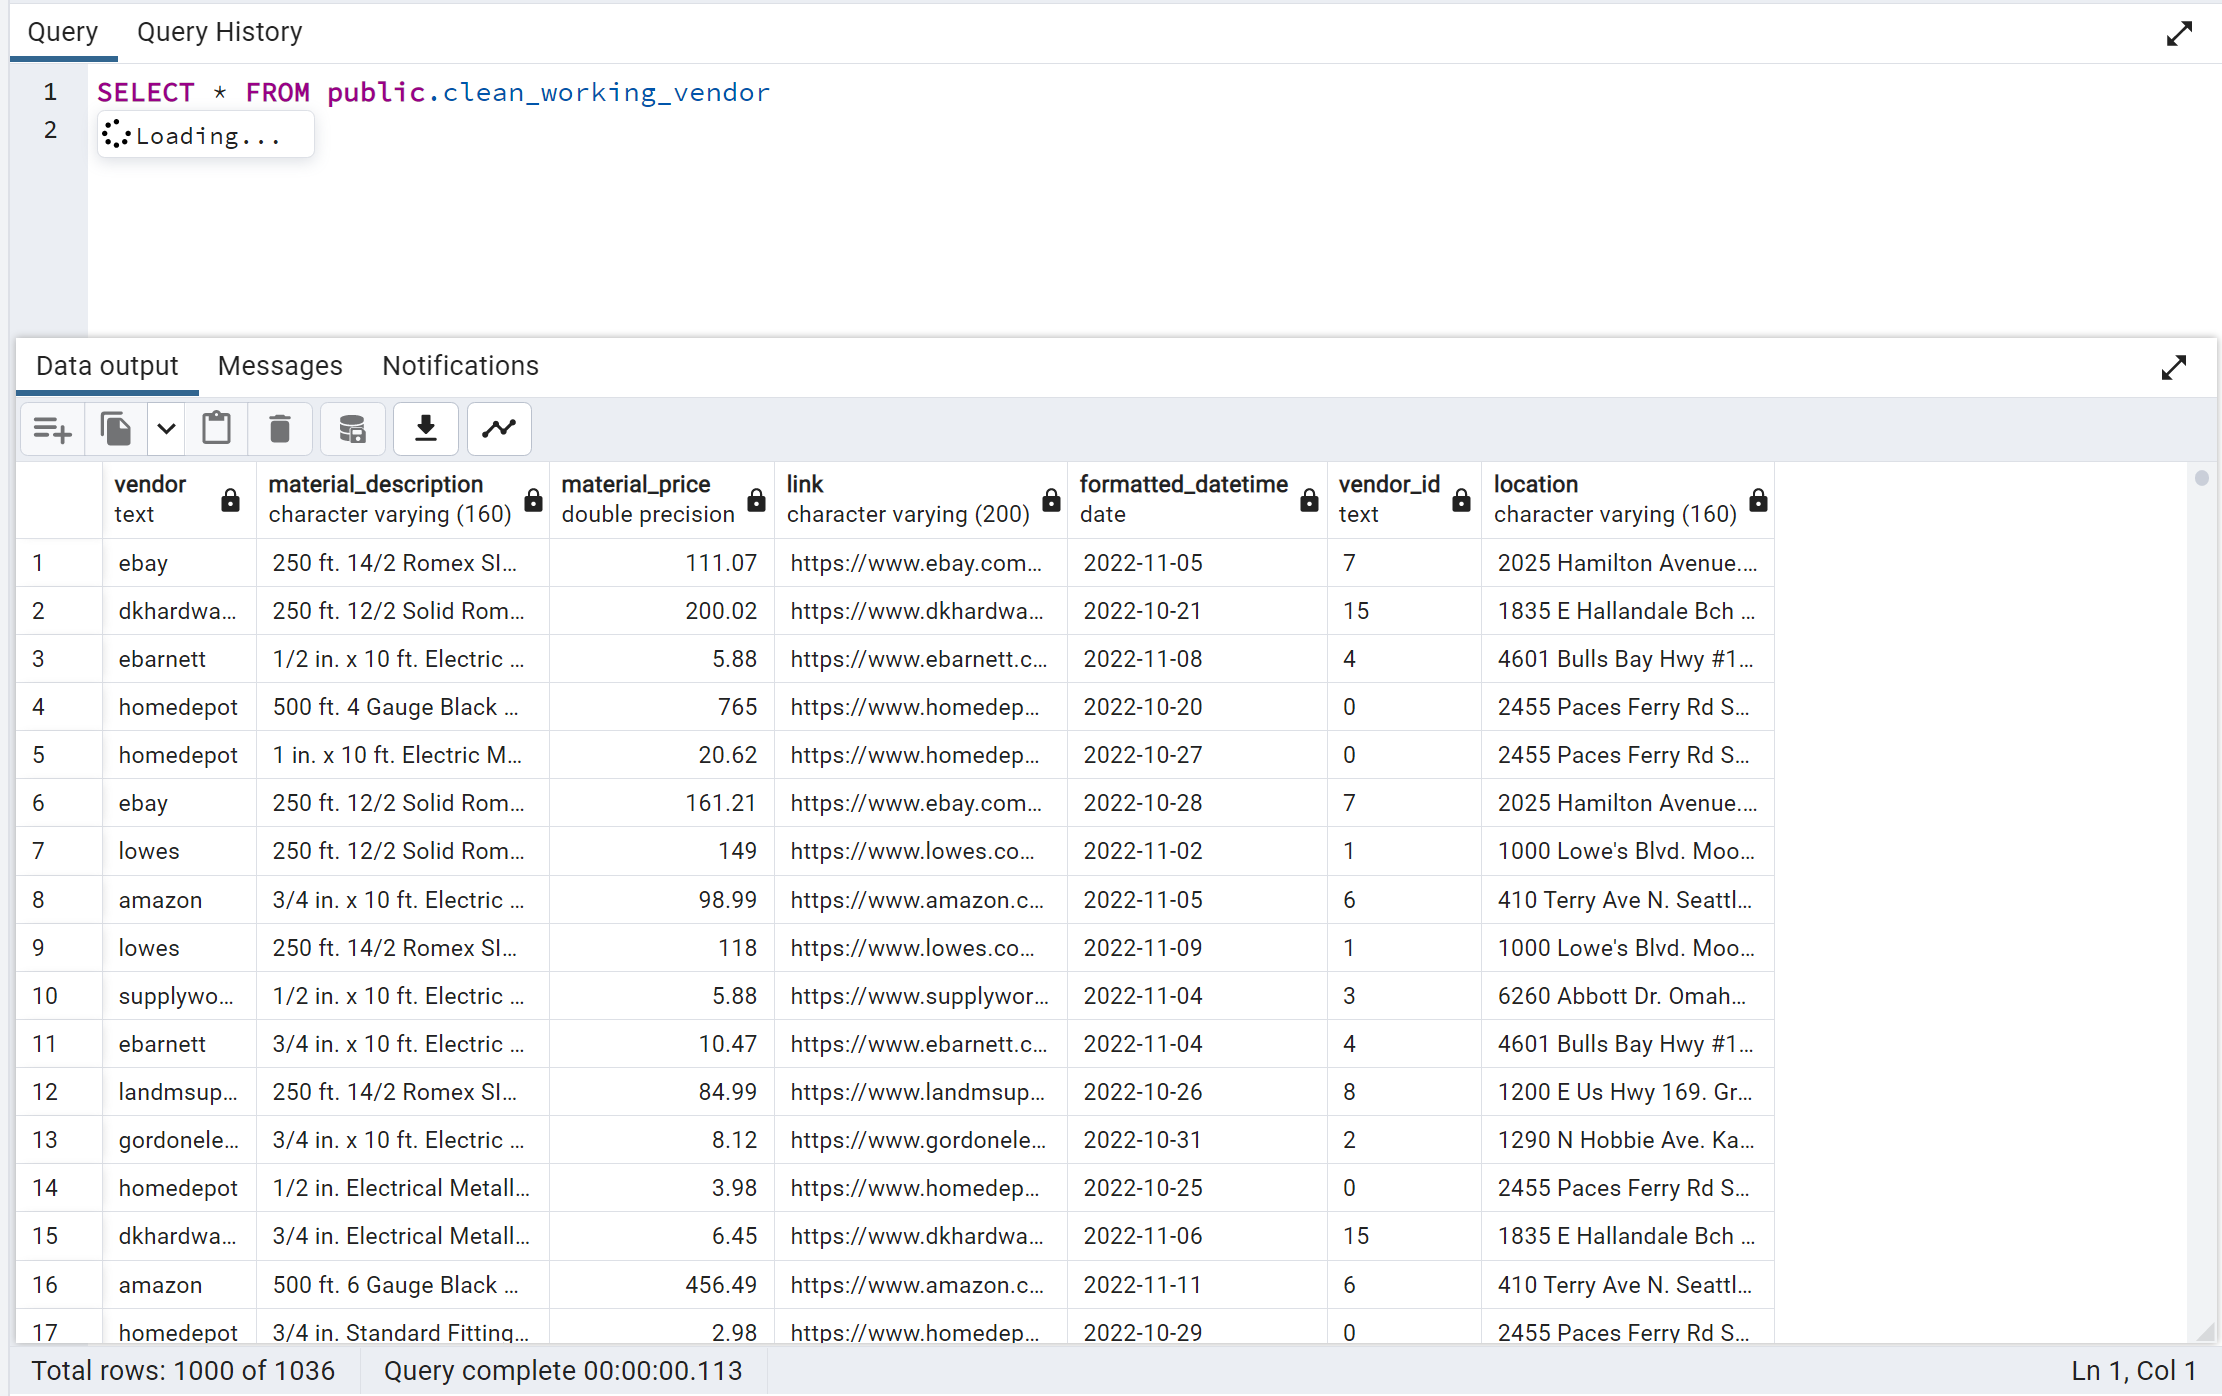 Query Query History
1 SELECT * FROM public.clean_working_vendor
2 Loading...
Data output Messages Notifications
vendor material_description material_price link formatted_datetime vendor_id location
text character varying (160) double precision character varying (200) date text character varying (160)
1 ebay 250 ft. 14/2 Romex SI... 111.07 https://www.ebay.com... 2022-11-05 7 2025 Hamilton Avenue....
2 dkhardwa... 250 ft. 12/2 Solid Rom... 200.02 https://www.dkhardwa... 2022-10-21 15 1835 E Hallandale Bch ...
3 ebarnett 1/2 in. x 10 ft. Electric ... 5.88 https://www.ebarnett.c... 2022-11-08 4 4601 Bulls Bay Hwy #1...
4 homedepot 500 ft. 4 Gauge Black ... 765 https://www.homedep... 2022-10-20 0 2455 Paces Ferry Rd S...
5 homedepot 1 in. x 10 ft. Electric M... 20.62 https://www.homedep... 2022-10-27 0 2455 Paces Ferry Rd S...
6 ebay 250 ft. 12/2 Solid Rom... 161.21 https://www.ebay.com... 2022-10-28 7 2025 Hamilton Avenue....
7 lowes 250 ft. 12/2 Solid Rom... 149 https://www.lowes.co... 2022-11-02 1 1000 Lowe's Blvd. Moo...
8 amazon 3/4 in. x 10 ft. Electric ... 98.99 https://www.amazon.c... 2022-11-05 6 410 Terry Ave N. Seattl...
9 lowes 250 ft. 14/2 Romex SI... 118 https://www.lowes.co... 2022-11-09 1 1000 Lowe's Blvd. Moo...
10 supplywo... 1/2 in. x 10 ft. Electric ... 5.88 https://www.supplywor... 2022-11-04 3 6260 Abbott Dr. Omah...
11 ebarnett 3/4 in. x 10 ft. Electric ... 10.47 https://www.ebarnett.c... 2022-11-04 4 4601 Bulls Bay Hwy #1...
12 landmsup... 250 ft. 14/2 Romex SI... 84.99 https://www.landmsup... 2022-10-26 8 1200 E Us Hwy 169. Gr...
13 gordonele... 3/4 in. x 10 ft. Electric ... 8.12 https://www.gordonele... 2022-10-31 2 1290 N Hobbie Ave. Ka...
14 homedepot 1/2 in. Electrical Metall... 3.98 https://www.homedep... 2022-10-25 0 2455 Paces Ferry Rd S...
15 dkhardwa... 3/4 in. Electrical Metall... 6.45 https://www.dkhardwa... 2022-11-06 15 1835 E Hallandale Bch ...
16 amazon 500 ft. 6 Gauge Black ... 456.49 https://www.amazon.c... 2022-11-11 6 410 Terry Ave N. Seattl...
17 homedepot 3/4 in. Standard Fitting... 2.98 https://www.homedep... 2022-10-29 0 2455 Paces Ferry Rd S...
Total rows: 1000 of 1036 Query complete 00:00:00.113 Ln 1, Col 1